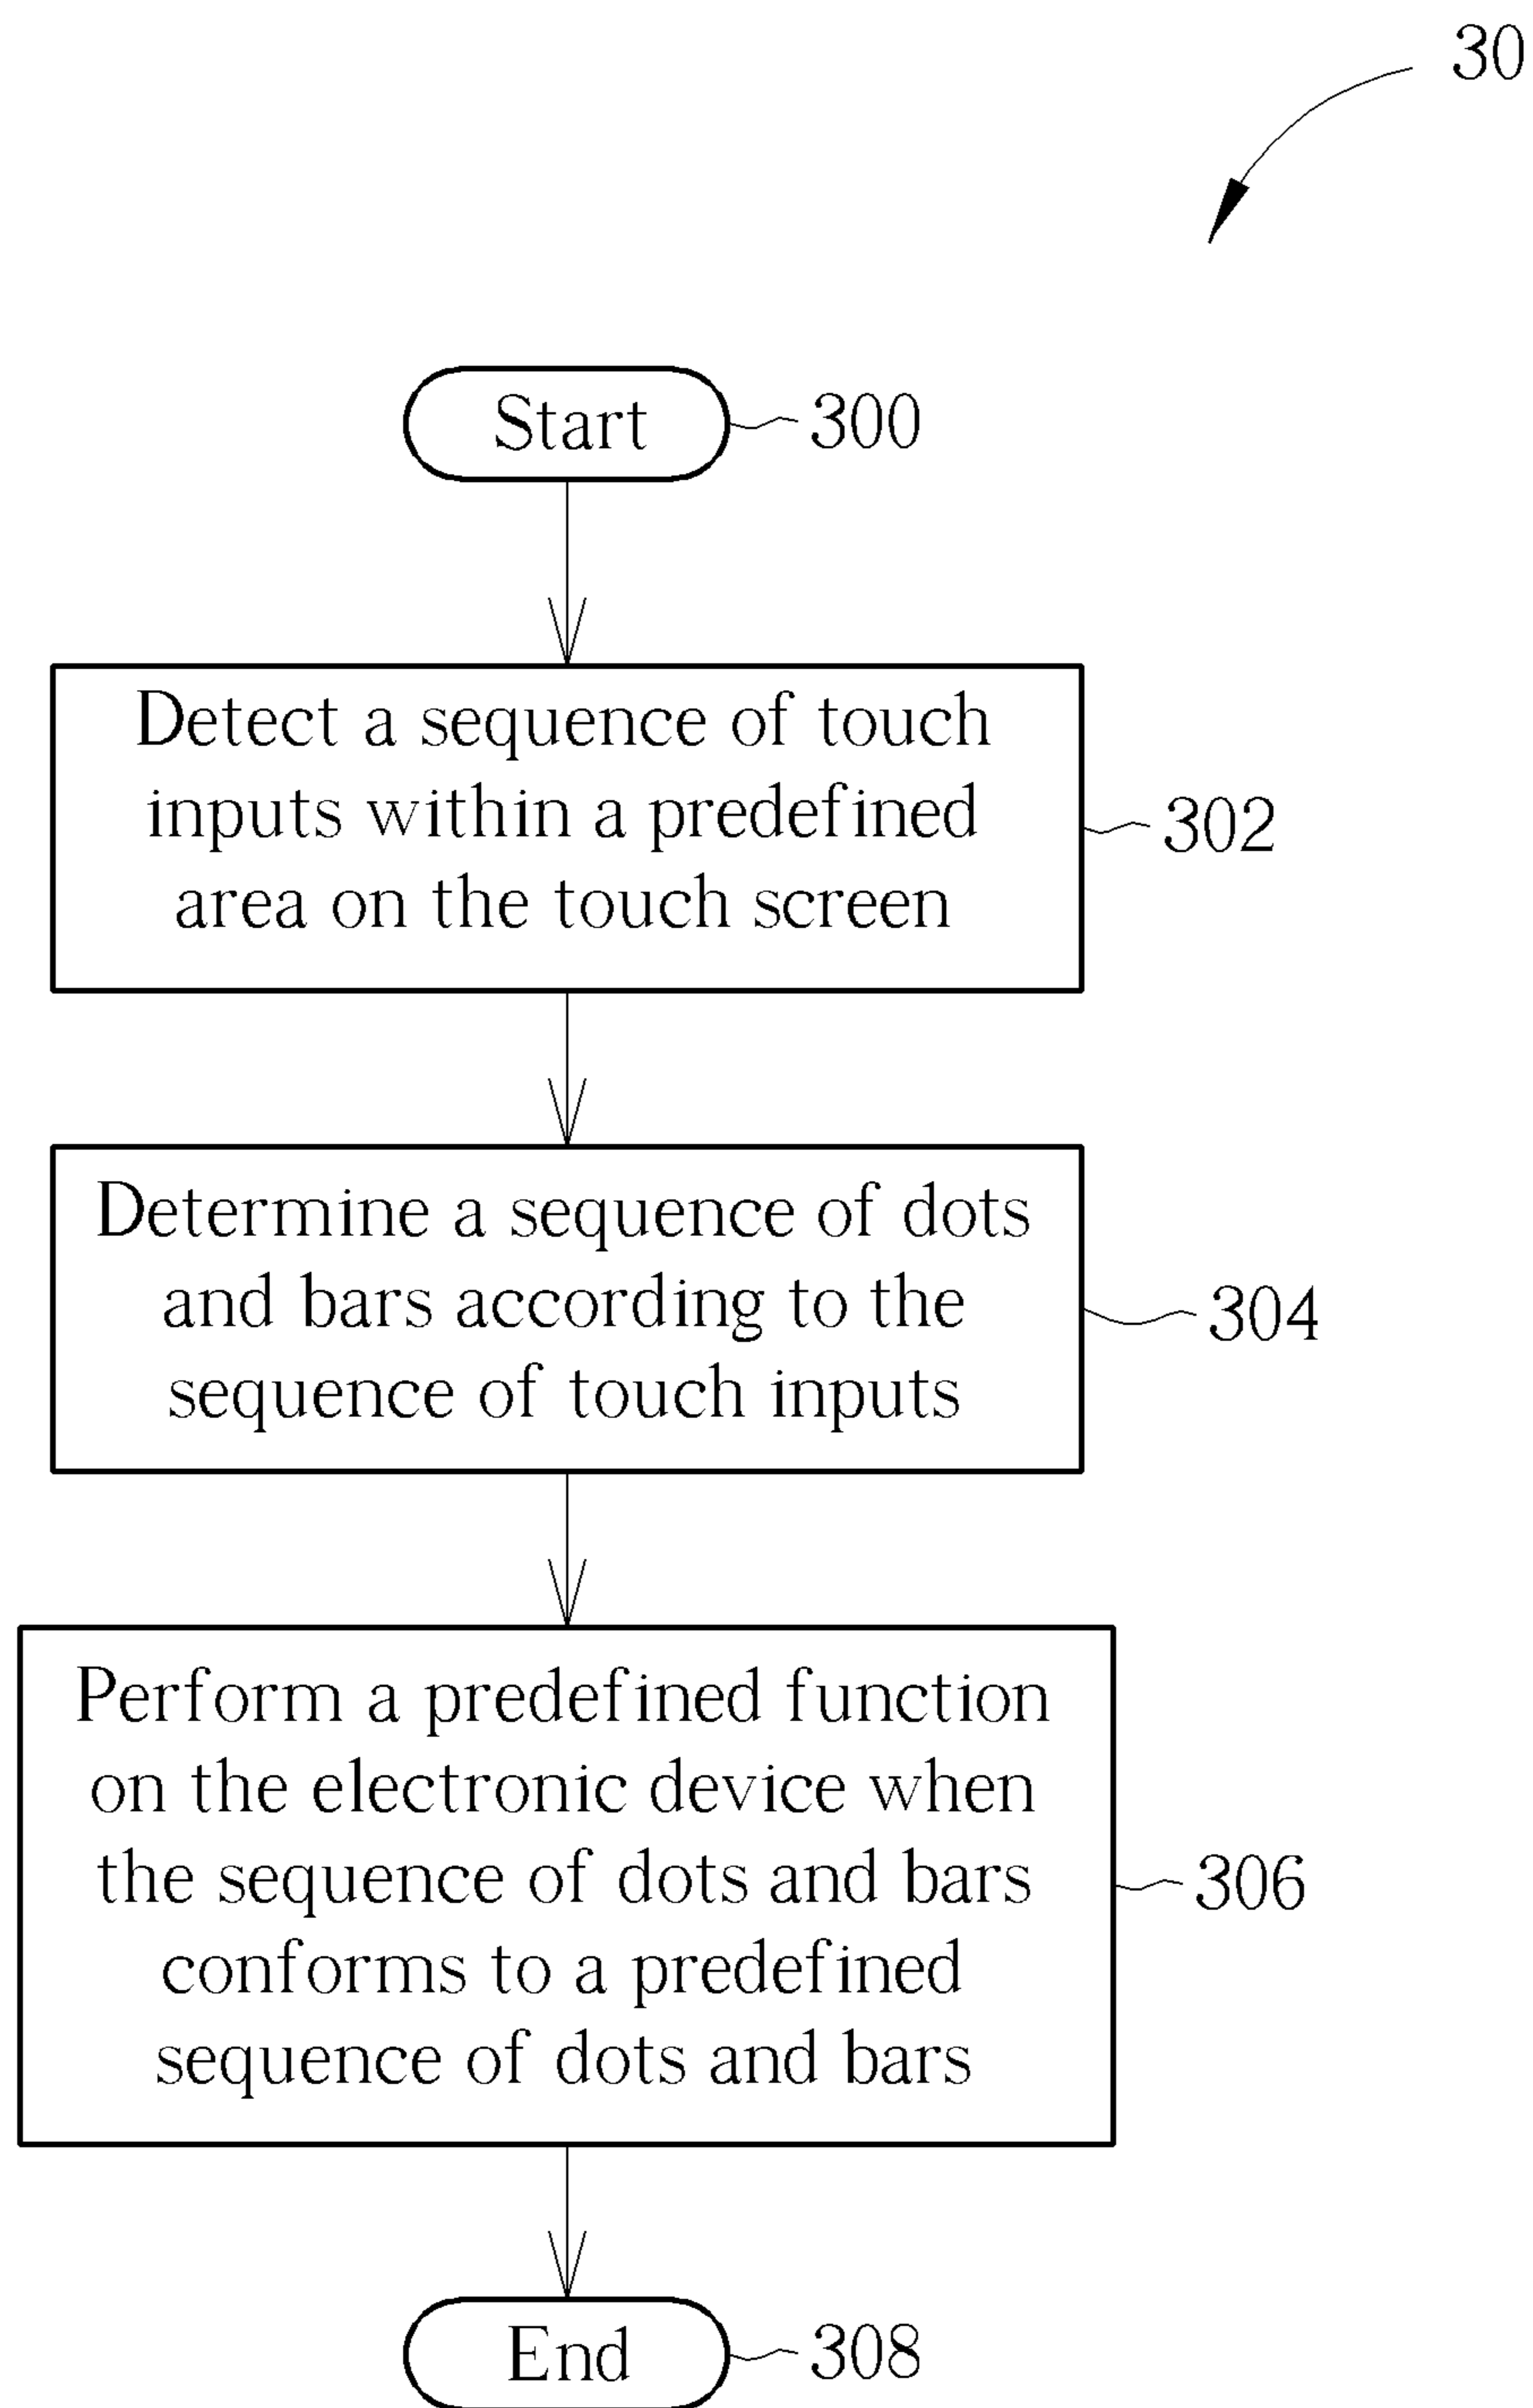 30
Start
300
Detect a sequence of touch
inputs within a predefined
area on the touch screen
302
Determine a sequence of dots
and bars according to the
sequence of touch inputs
304
Perform a predefined function
on the electronic device when
the sequence of dots and bars
conforms to a predefined
sequence of dots and bars
306
End
308